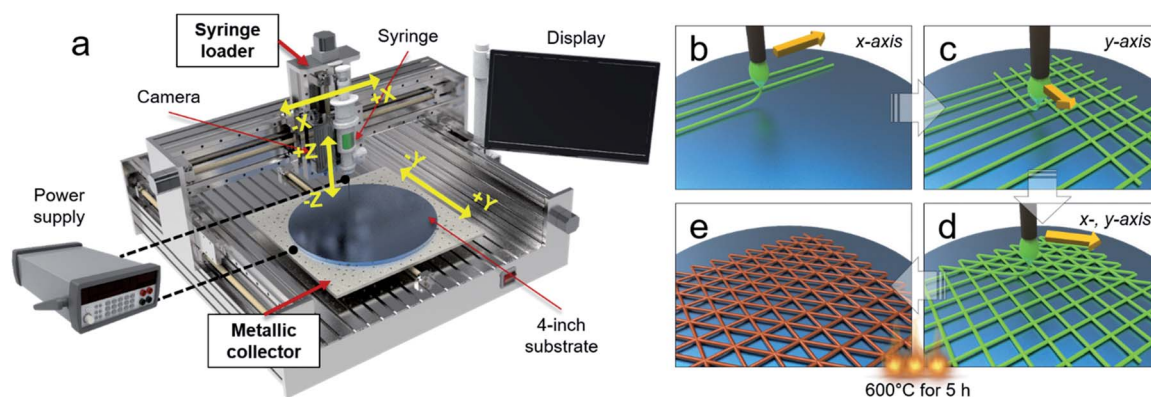 a
Syringe
loader
Syringe
Display
Camera
-X
+X
+Z
-Z
-Y
+Y
Power
supply
Metallic
collector
4-inch
substrate
b
x-axis
c
y-axis
e
d
x-, y-axis
600°C for 5 h